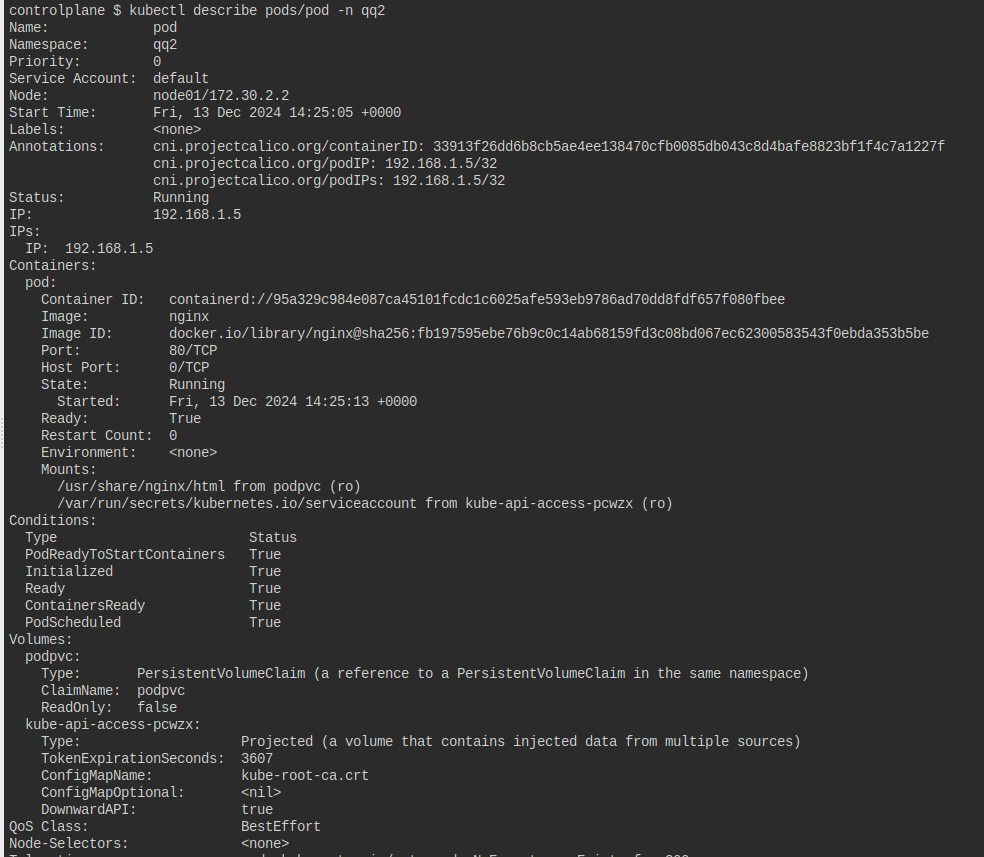 controlplane $ kubectl describe pods/pod -n qq2
Name:             pod
Namespace:        qq2
Priority:         0
Service Account:  default
Node:             node01/172.30.2.2
Start Time:       Fri, 13 Dec 2024 14:25:05 +0000
Labels:           <none>
Annotations:      cni.projectcalico.org/containerID: 33913f26dd6b8cb5ae4ee138470cfb0085db043c8d4bafe8823bf1f4c7a1227f
                  cni.projectcalico.org/podIP: 192.168.1.5/32
                  cni.projectcalico.org/podIPs: 192.168.1.5/32
Status:           Running
IP:               192.168.1.5
IPs:
  IP:  192.168.1.5
Containers:
  pod:
    Container ID:   containerd://95a329c984e087ca45101fcdc1c6025afe593eb9786ad70dd8fdf657f080fbee
    Image:          nginx
    Image ID:       docker.io/library/nginx@sha256:fb197595ebe76b9c0c14ab68159fd3c08bd067ec62300583543f0ebda353b5be
    Port:           80/TCP
    Host Port:      0/TCP
    State:          Running
      Started:      Fri, 13 Dec 2024 14:25:13 +0000
    Ready:          True
    Restart Count:  0
    Environment:    <none>
    Mounts:
      /usr/share/nginx/html from podpvc (ro)
      /var/run/secrets/kubernetes.io/serviceaccount from kube-api-access-pcwzx (ro)
Conditions:
  Type                        Status
  PodReadyToStartContainers   True
  Initialized                 True
  Ready                       True
  ContainersReady             True
  PodScheduled                True
Volumes:
  podpvc:
    Type:       PersistentVolumeClaim (a reference to a PersistentVolumeClaim in the same namespace)
    ClaimName:  podpvc
    ReadOnly:   false
  kube-api-access-pcwzx:
    Type:                    Projected (a volume that contains injected data from multiple sources)
    TokenExpirationSeconds:  3607
    ConfigMapName:           kube-root-ca.crt
    ConfigMapOptional:       <nil>
    DownwardAPI:             true
QoS Class:                   BestEffort
Node-Selectors:              <none>